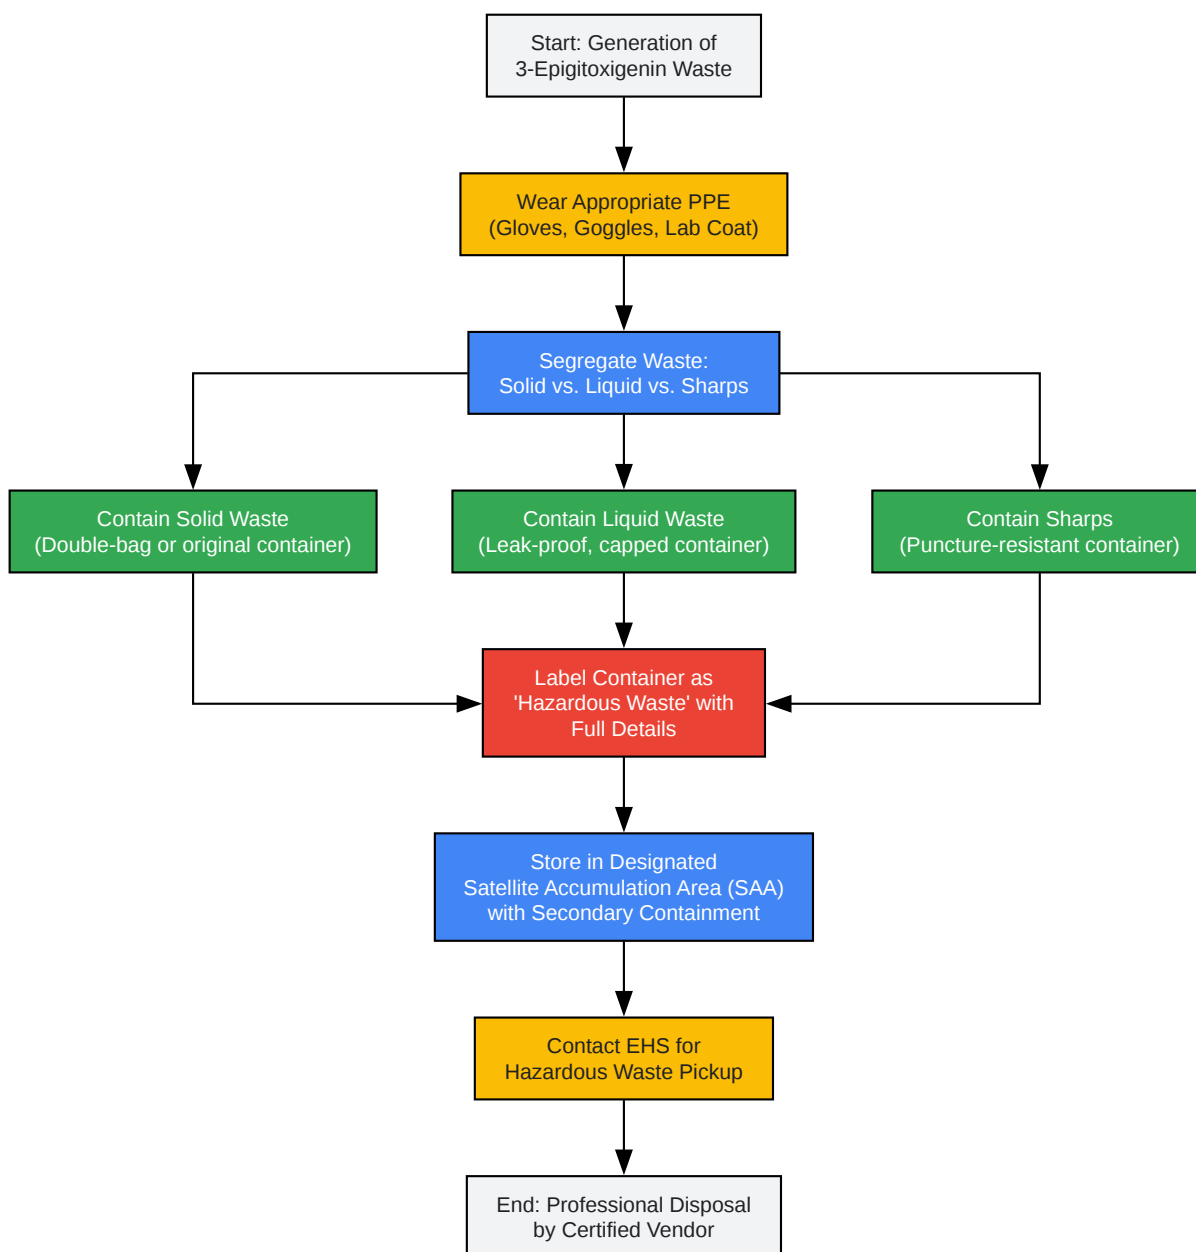 Start: Generation of
3-Epigitoxigenin Waste
Wear Appropriate PPE
(Gloves, Goggles, Lab Coat)
Segregate Waste:
Solid vs. Liquid vs. Sharps
Contain Solid Waste
(Double-bag or original container)
Contain Liquid Waste
(Leak-proof, capped container)
Contain Sharps
(Puncture-resistant container)
Label Container as
'Hazardous Waste' with
Full Details
Store in Designated
Satellite Accumulation Area (SAA)
with Secondary Containment
Contact EHS for
Hazardous Waste Pickup
End: Professional Disposal
by Certified Vendor